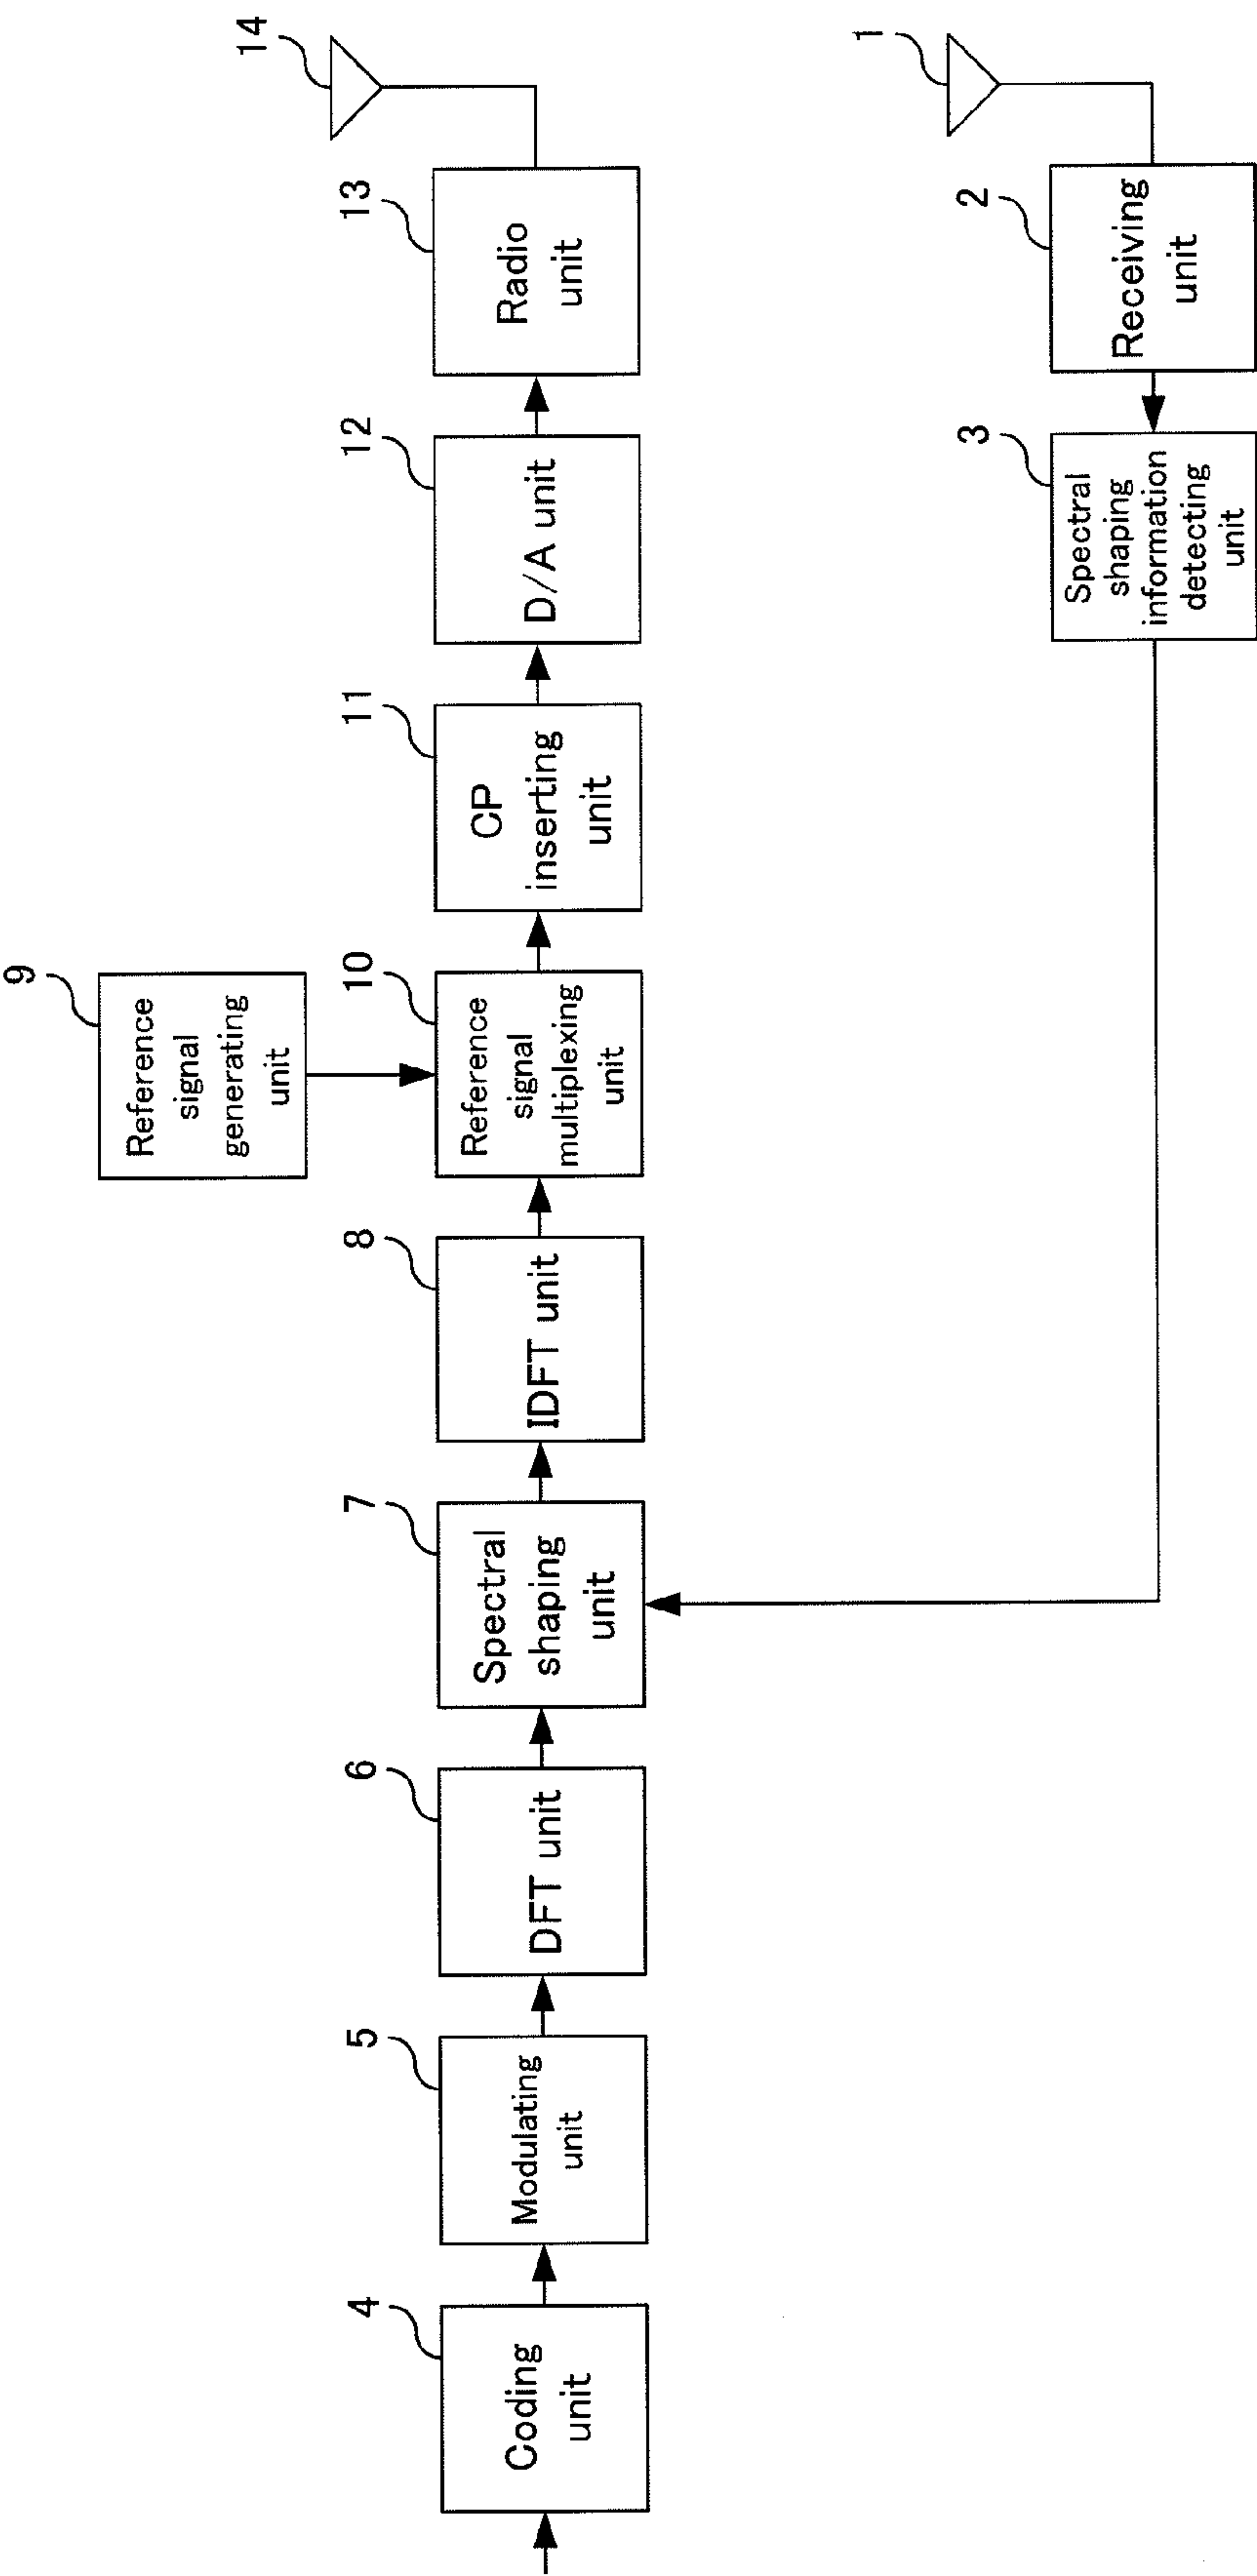 4
Coding
unit
5
Modulating
unit
6
DFT unit
7
Spectral
shaping
unit
8
IDFT unit
9
Reference
signal
generating
unit
10
Reference
signal
multiplexing
unit
11
CP
inserting
unit
12
D/A unit
13
Radio
unit
14
3
Spectral
shaping
information
detecting
unit
2
Receiving
unit
1